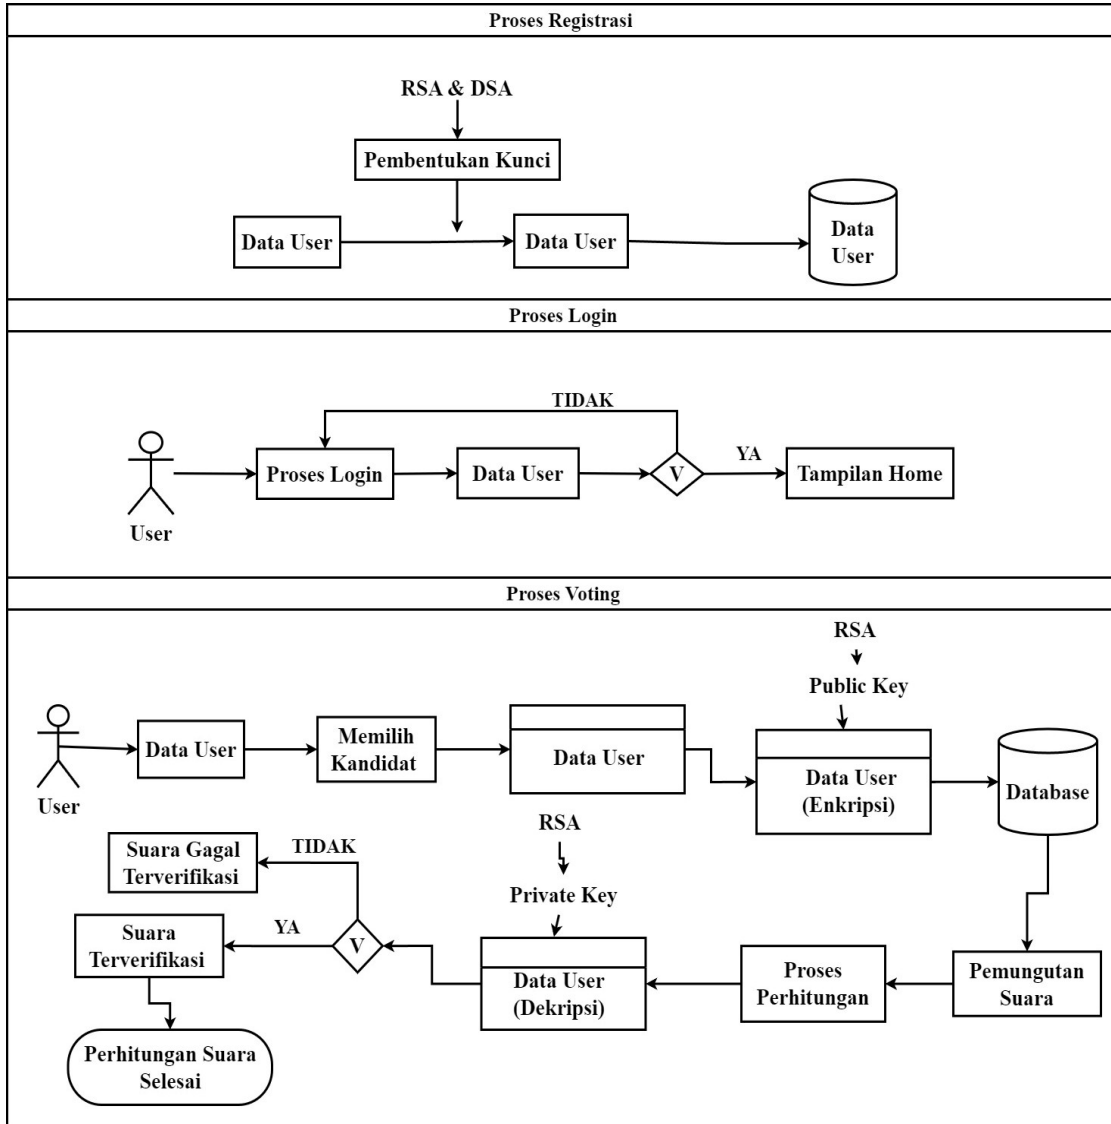 Proses Registrasi
RSA & DSA
Pembentukan Kunci
Data User
Data User
Data
User
Proses Login
TIDAK
User
Proses Login
Data User
V
YA
Tampilan Home
Proses Voting
RSA
Public Key
User
Data User
Memilih
Kandidat
Data User
Data User
(Enkripsi)
Database
RSA
Private Key
Pemungutan
Suara
Proses
Perhitungan
Data User
(Dekripsi)
V
TIDAK
Suara Gagal
Terverifikasi
YA
Suara
Terverifikasi
Perhitungan Suara
Selesai